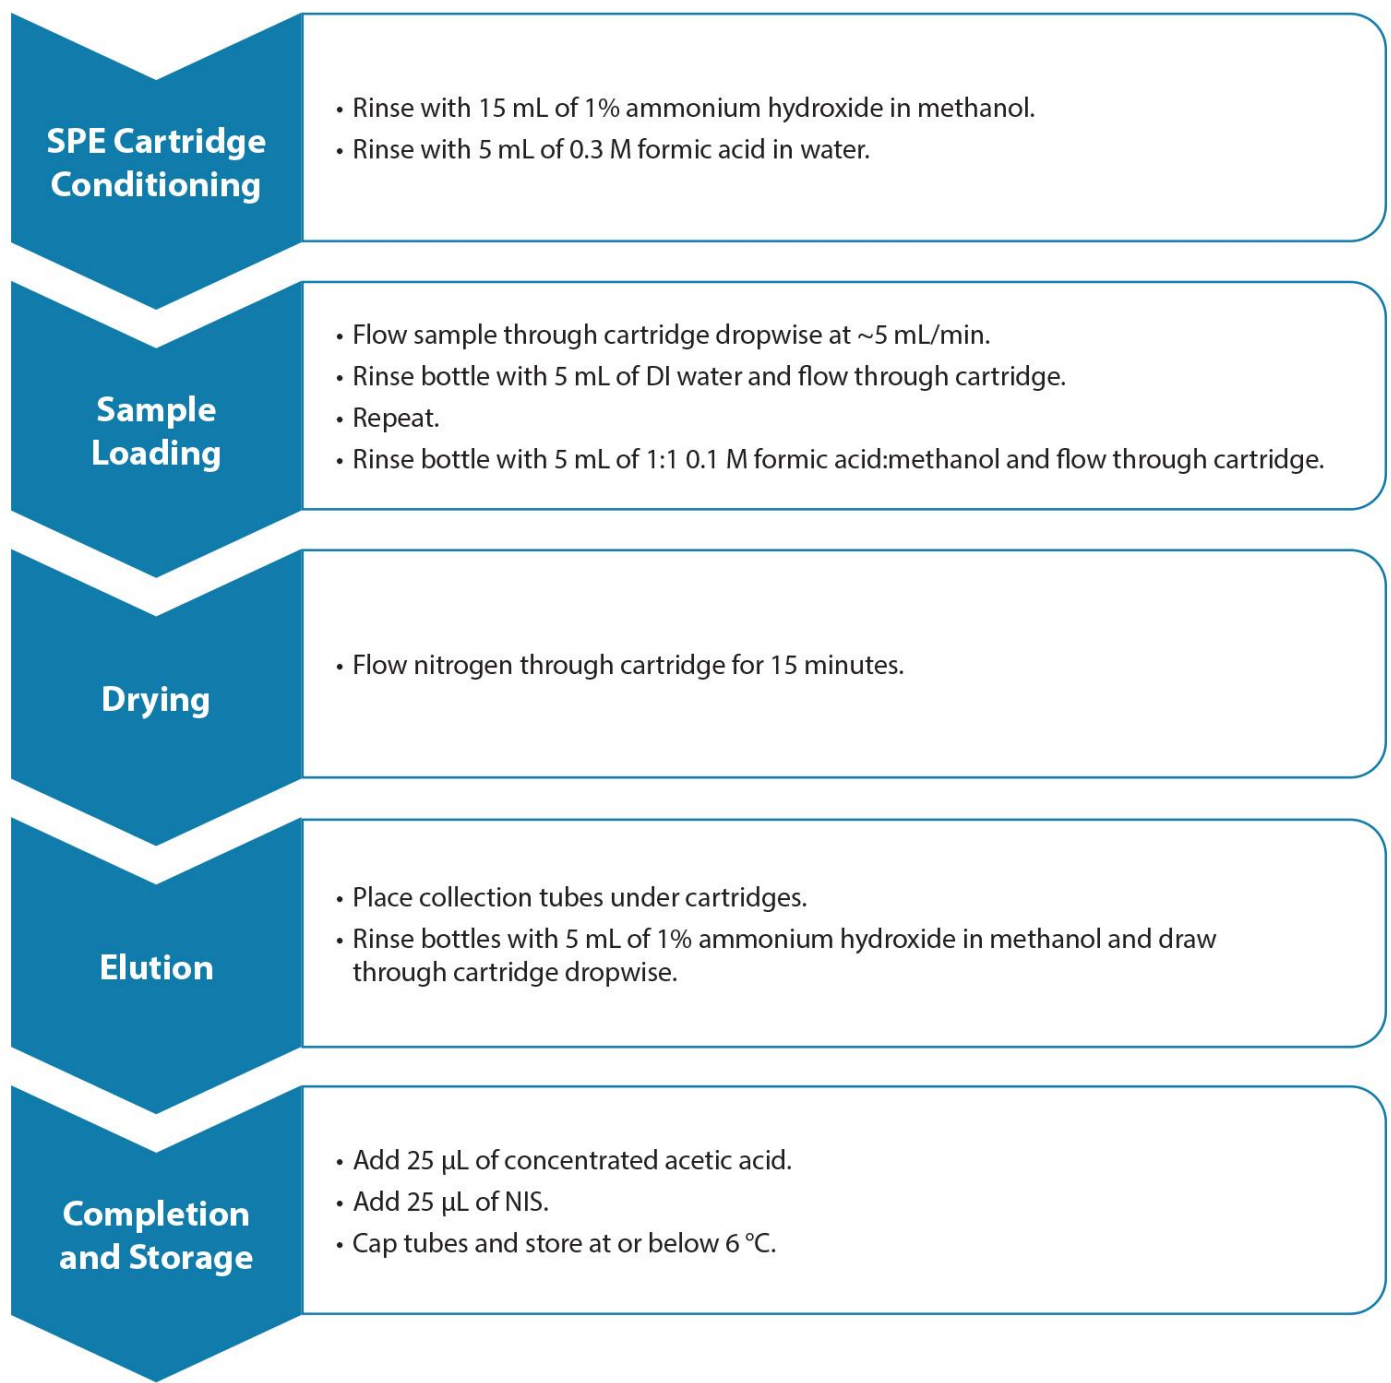 SPE Cartridge
Conditioning
• Rinse with 15 mL of 1% ammonium hydroxide in methanol.
• Rinse with 5 mL of 0.3 M formic acid in water.
Sample
Loading
• Flow sample through cartridge dropwise at ~5 mL/min.
• Rinse bottle with 5 mL of DI water and flow through cartridge.
• Repeat.
• Rinse bottle with 5 mL of 1:1 0.1 M formic acid:methanol and flow through cartridge.
Drying
• Flow nitrogen through cartridge for 15 minutes.
Elution
• Place collection tubes under cartridges.
• Rinse bottles with 5 mL of 1% ammonium hydroxide in methanol and draw
through cartridge dropwise.
Completion
and Storage
• Add 25 µL of concentrated acetic acid.
• Add 25 µL of NIS.
• Cap tubes and store at or below 6 °C.